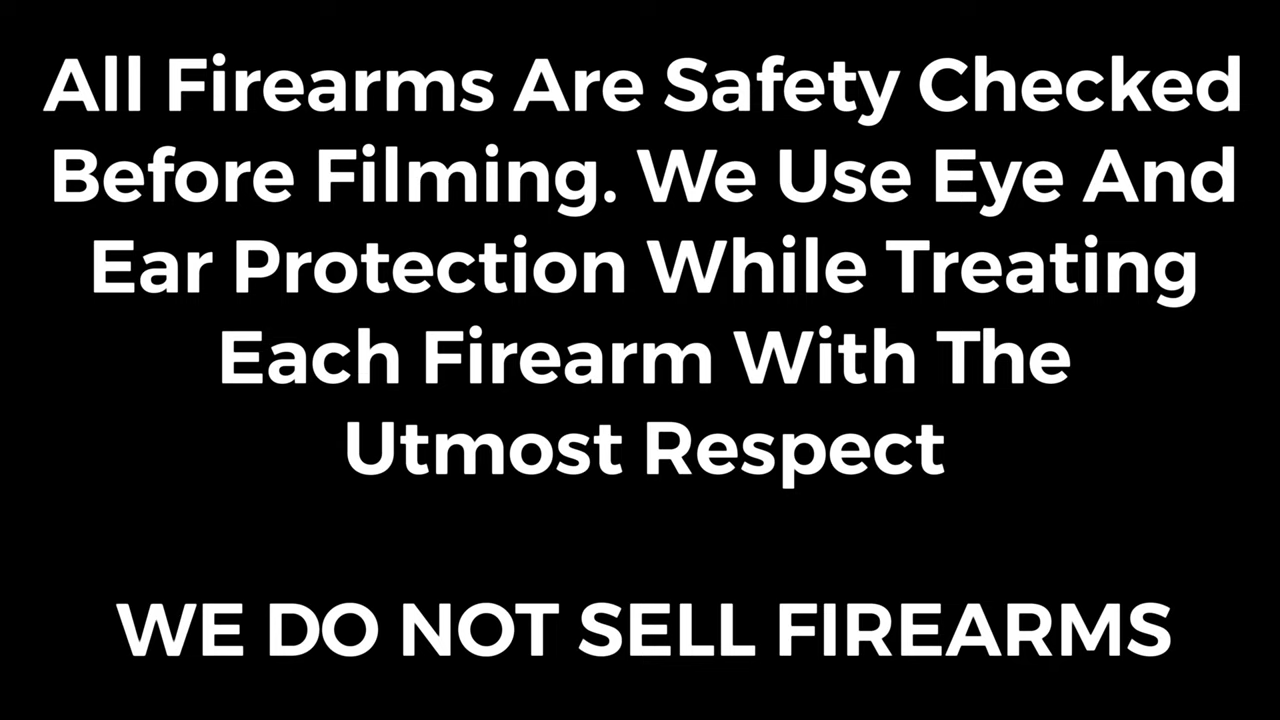 All Firearms Are Safety Checked
Before Filming. We Use Eye And
Ear Protection While Treating
Each Firearm With The
Utmost Respect
WE DO NOT SELL FIREARMS